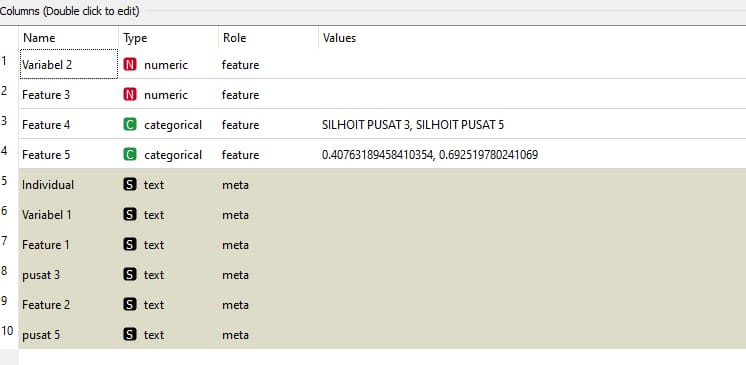 Columns (Double click to edit)
Name Type Role Values
1 Variabel 2 N numeric feature
2 Feature 3 N numeric feature
3 Feature 4 C categorical feature SILHOIT PUSAT 3, SILHOIT PUSAT 5
4 Feature 5 C categorical feature 0.40763189458410354, 0.692519780241069
5 Individual S text meta
6 Variabel 1 S text meta
7 Feature 1 S text meta
8 pusat 3 S text meta
9 Feature 2 S text meta
10 pusat 5 S text meta